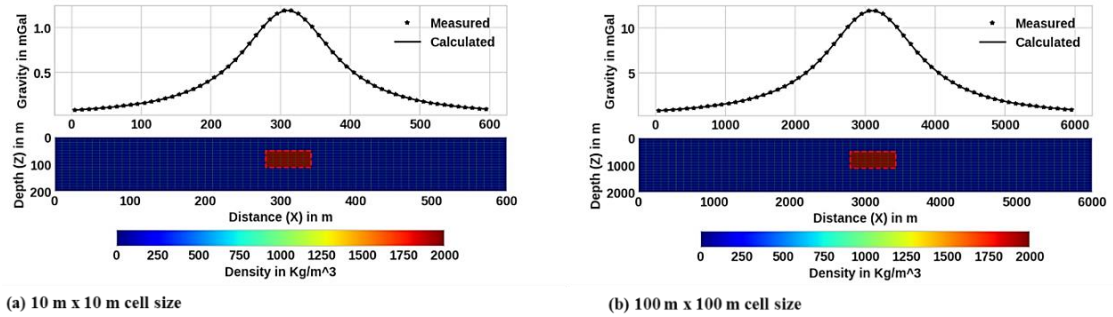 Gravity in mGal
1.0
0.5
★ Measured
— Calculated
0 100 200 300 400 500 600
Depth (Z) in m
0
100
200
0 100 200 300 400 500 600
Distance (X) in m
0 250 500 750 1000 1250 1500 1750 2000
Density in Kg/m^3
(a) 10 m x 10 m cell size
Gravity in mGal
10
5
★ Measured
— Calculated
0 1000 2000 3000 4000 5000 6000
Depth (Z) in m
0
1000
2000
0 1000 2000 3000 4000 5000 6000
Distance (X) in m
0 250 500 750 1000 1250 1500 1750 2000
Density in Kg/m^3
(b) 100 m x 100 m cell size